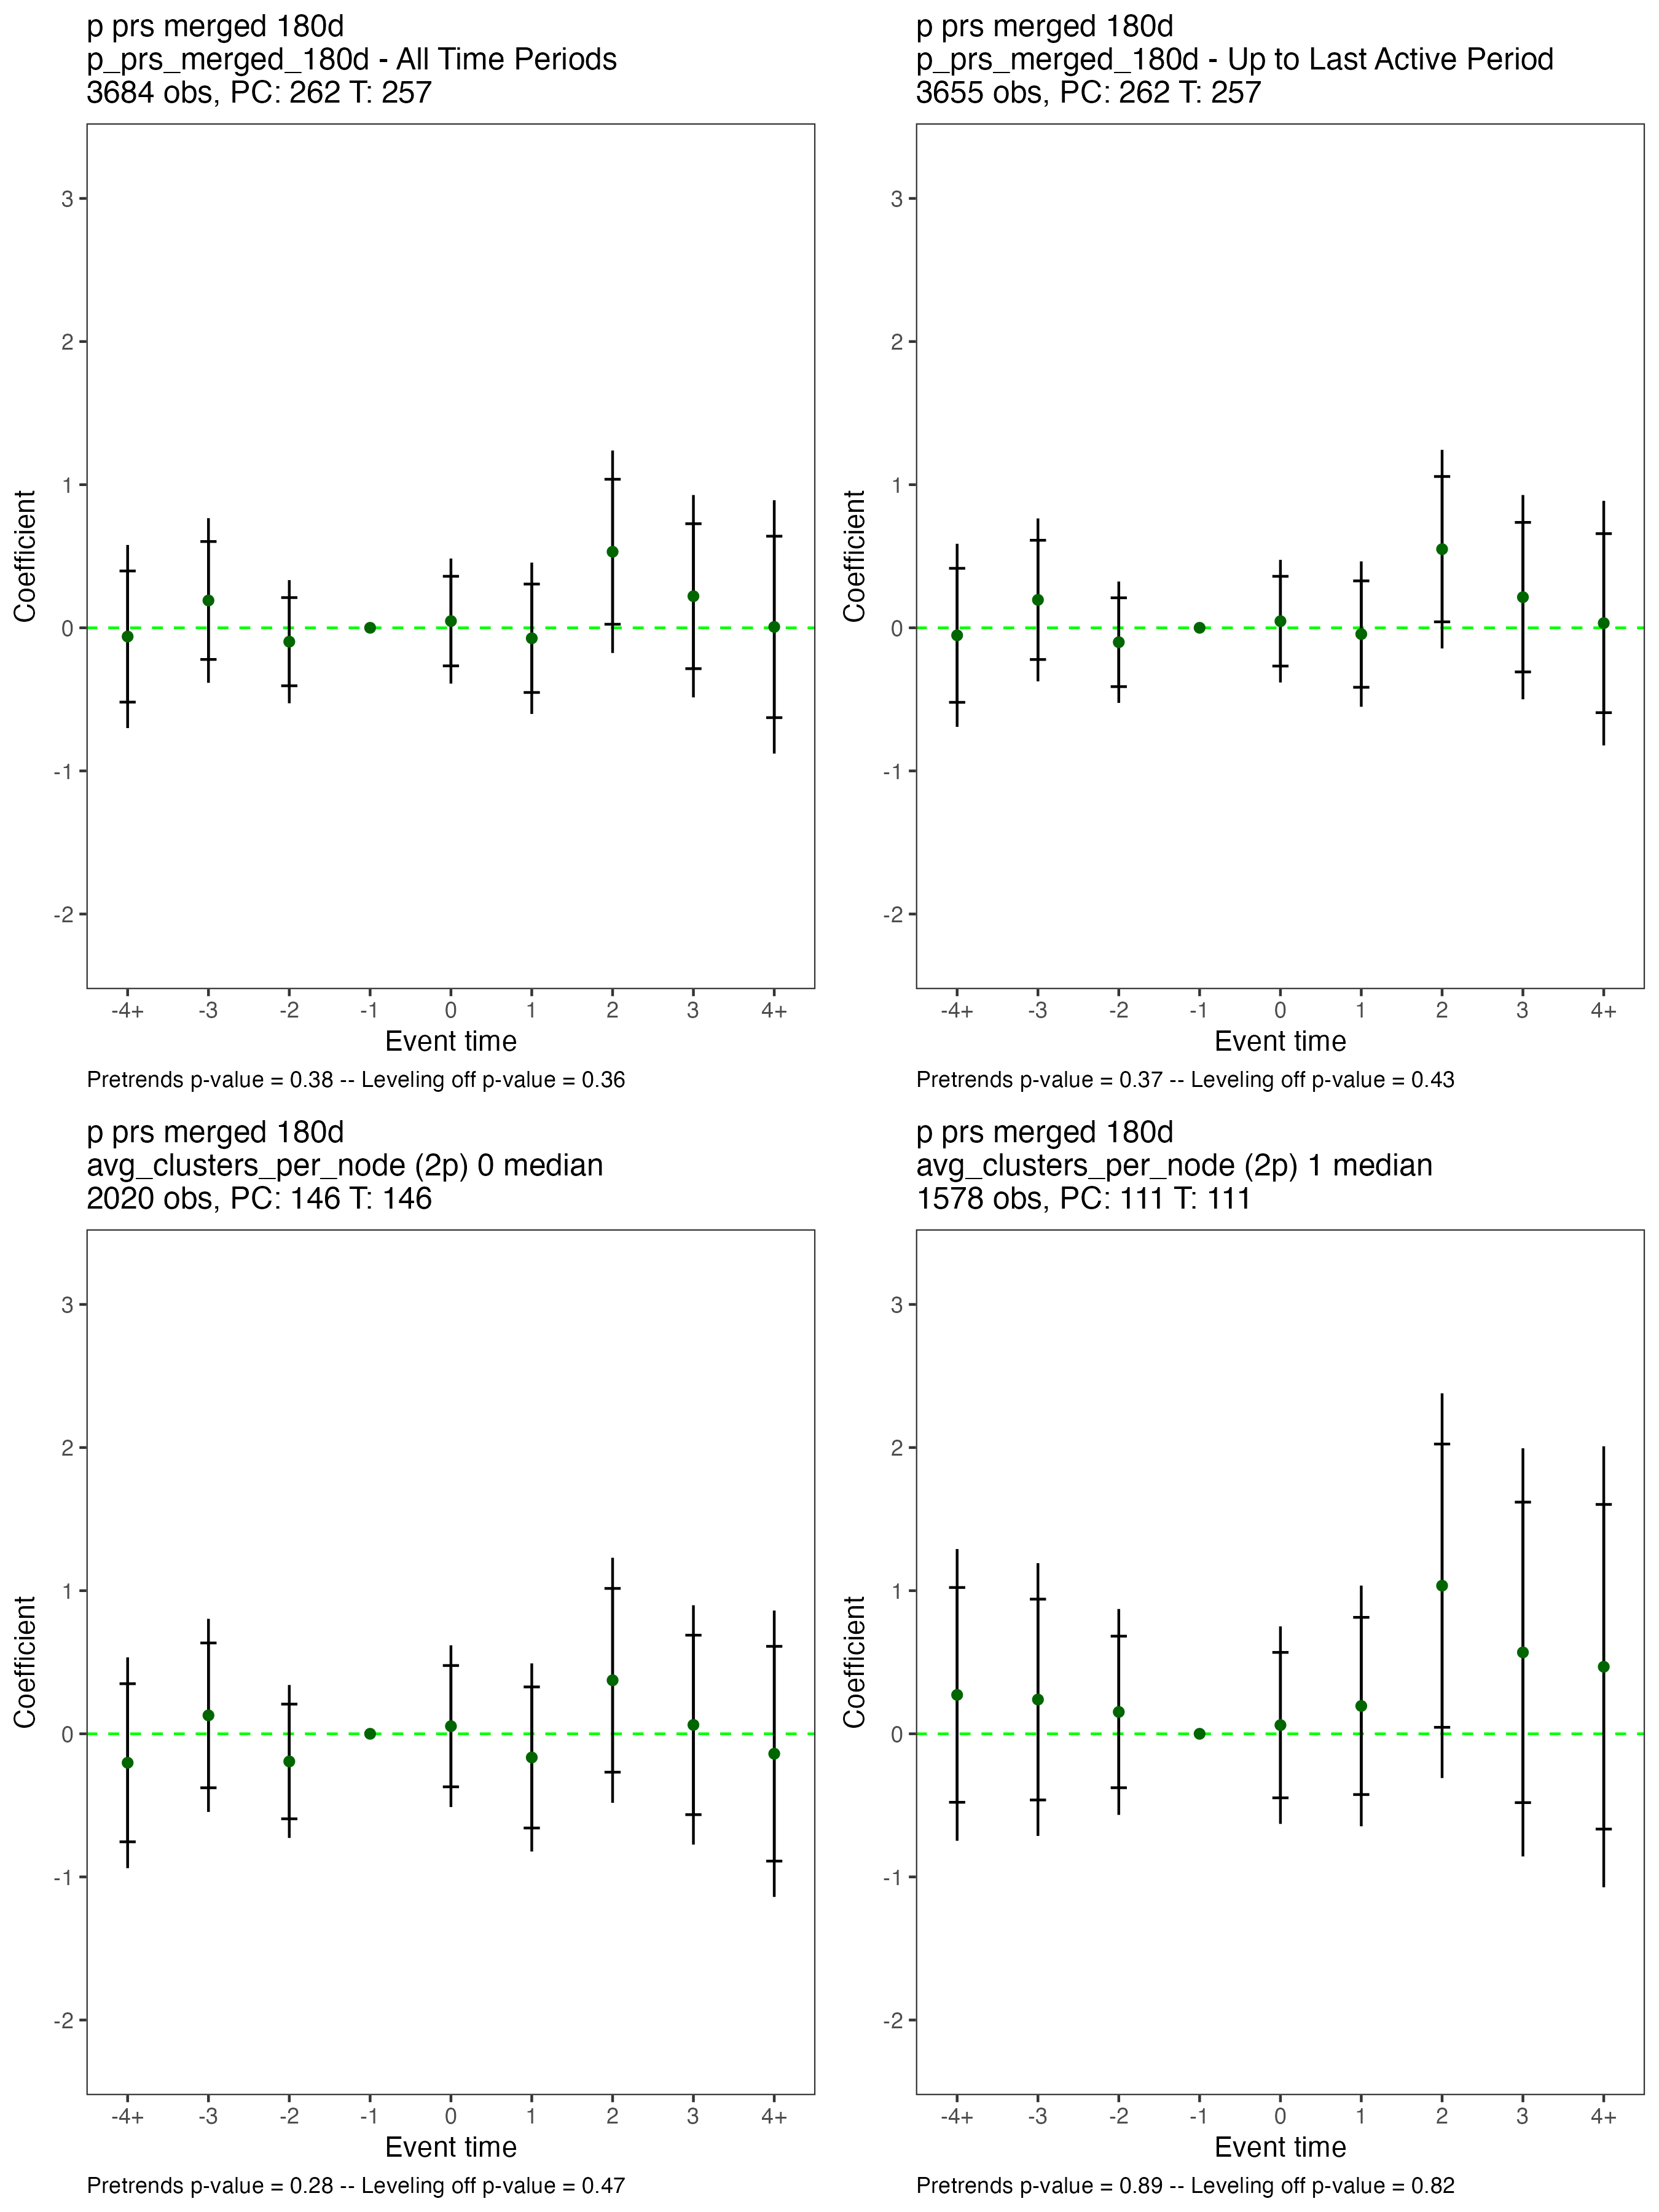 p prs merged 180d
p_prs_merged_180d - All Time Periods
3684 obs, PC: 262 T: 257
3
2
1
0
-1
-2
Coefficient
-4+ -3 -2 -1 0 1 2 3 4+
Event time
Pretrends p-value = 0.38 -- Leveling off p-value = 0.36
p prs merged 180d
p_prs_merged_180d - Up to Last Active Period
3655 obs, PC: 262 T: 257
3
2
1
0
-1
-2
Coefficient
-4+ -3 -2 -1 0 1 2 3 4+
Event time
Pretrends p-value = 0.37 -- Leveling off p-value = 0.43
p prs merged 180d
avg_clusters_per_node (2p) 0 median
2020 obs, PC: 146 T: 146
3
2
1
0
-1
-2
Coefficient
-4+ -3 -2 -1 0 1 2 3 4+
Event time
Pretrends p-value = 0.28 -- Leveling off p-value = 0.47
p prs merged 180d
avg_clusters_per_node (2p) 1 median
1578 obs, PC: 111 T: 111
3
2
1
0
-1
-2
Coefficient
-4+ -3 -2 -1 0 1 2 3 4+
Event time
Pretrends p-value = 0.89 -- Leveling off p-value = 0.82